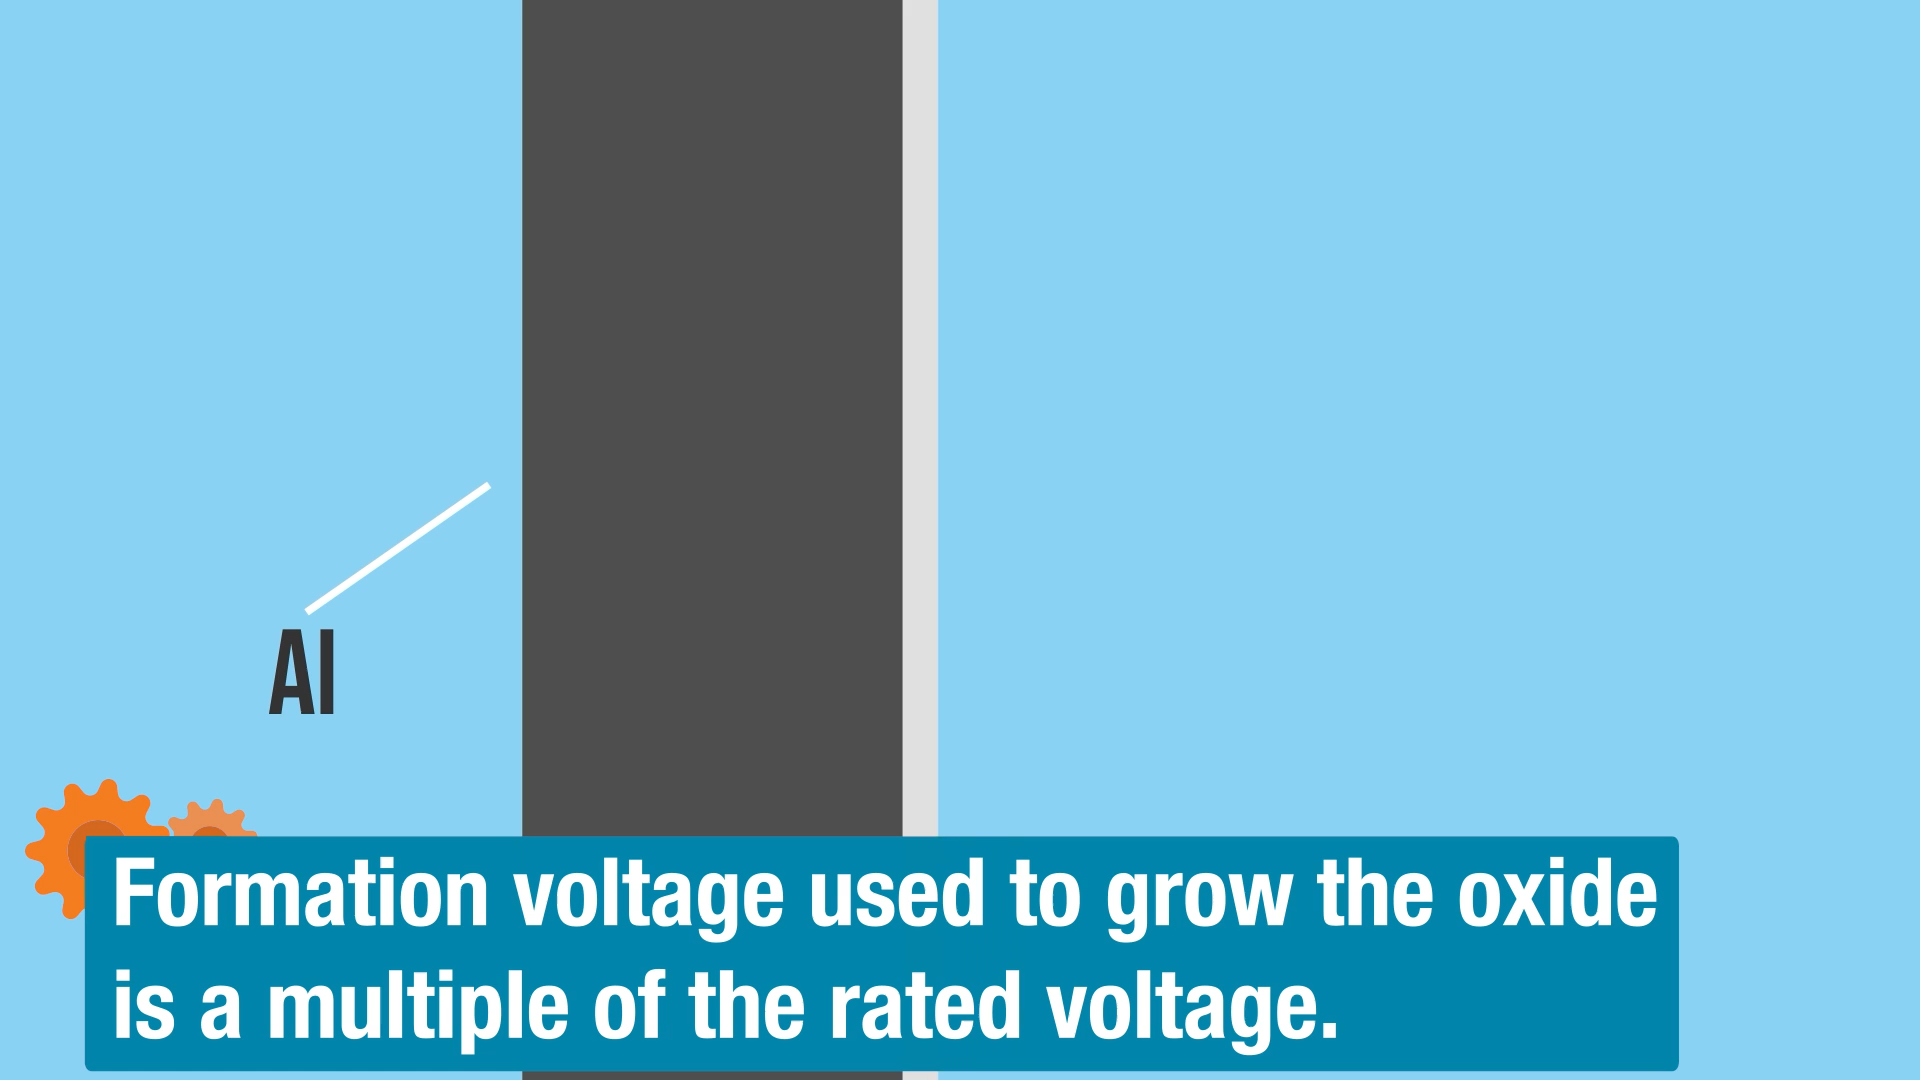 Al
Formation voltage used to grow the oxide
is a multiple of the rated voltage.